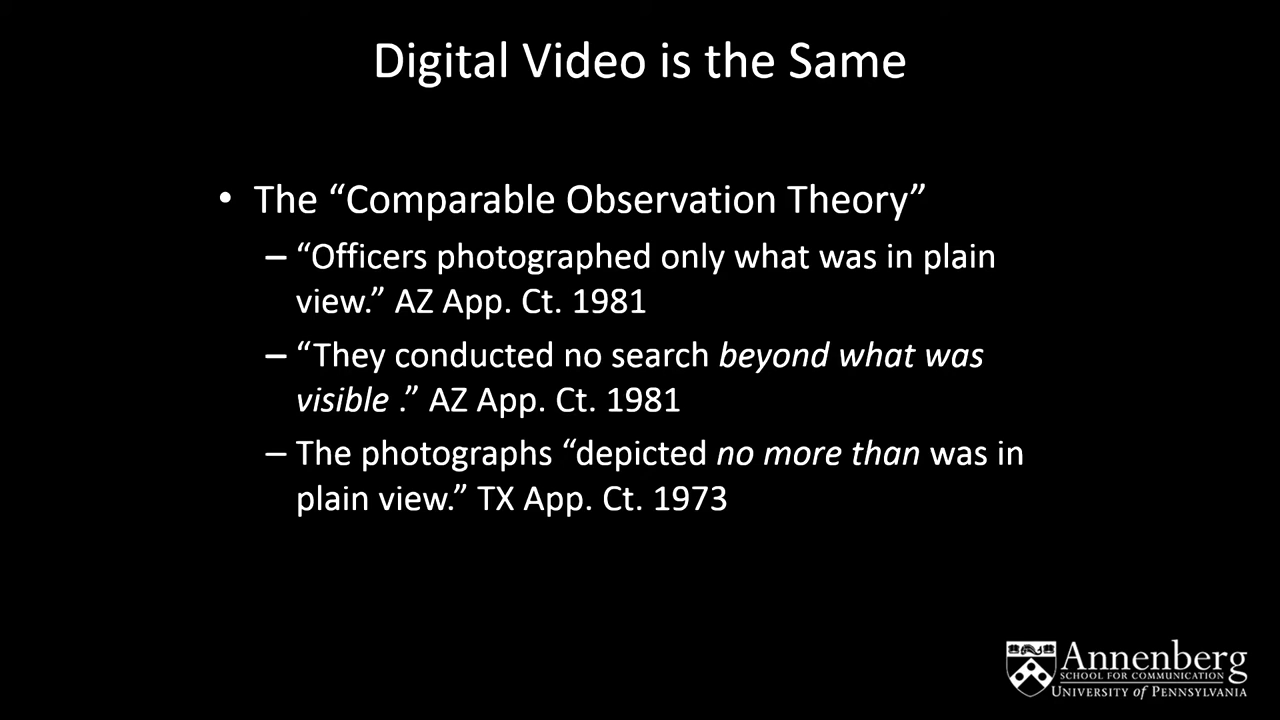 Digital Video is the Same
• The “Comparable Observation Theory”
– “Officers photographed only what was in plain
view.” AZ App. Ct. 1981
– “They conducted no search beyond what was
visible .” AZ App. Ct. 1981
– The photographs “depicted no more than was in
plain view.” TX App. Ct. 1973
Annenberg
SCHOOL FOR COMMUNICATION
UNIVERSITY of PENNSYLVANIA